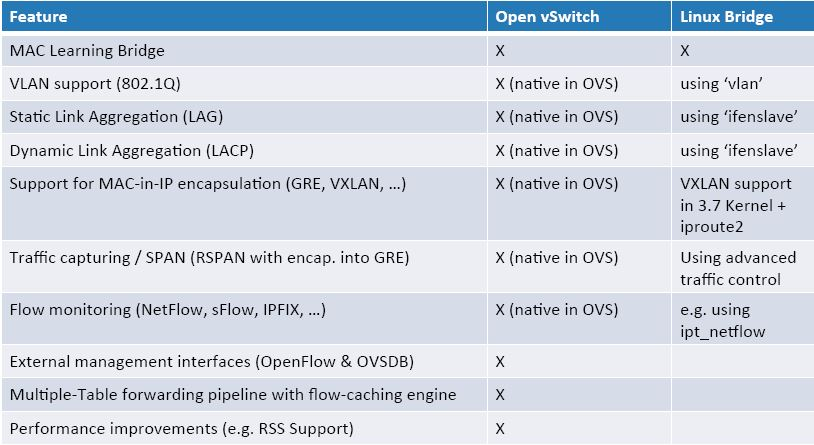 Feature Open vSwitch Linux Bridge
MAC Learning Bridge X X
VLAN support (802.1Q) X (native in OVS) using ‘vlan’
Static Link Aggregation (LAG) X (native in OVS) using ‘ifenslave’
Dynamic Link Aggregation (LACP) X (native in OVS) using ‘ifenslave’
Support for MAC-in-IP encapsulation (GRE, VXLAN, …) X (native in OVS) VXLAN support
in 3.7 Kernel +
iproute2
Traffic capturing / SPAN (RSPAN with encap. into GRE) X (native in OVS) Using advanced
traffic control
Flow monitoring (NetFlow, sFlow, IPFIX, …) X (native in OVS) e.g. using
ipt_netflow
External management interfaces (OpenFlow & OVSDB) X
Multiple-Table forwarding pipeline with flow-caching engine X
Performance improvements (e.g. RSS Support) X